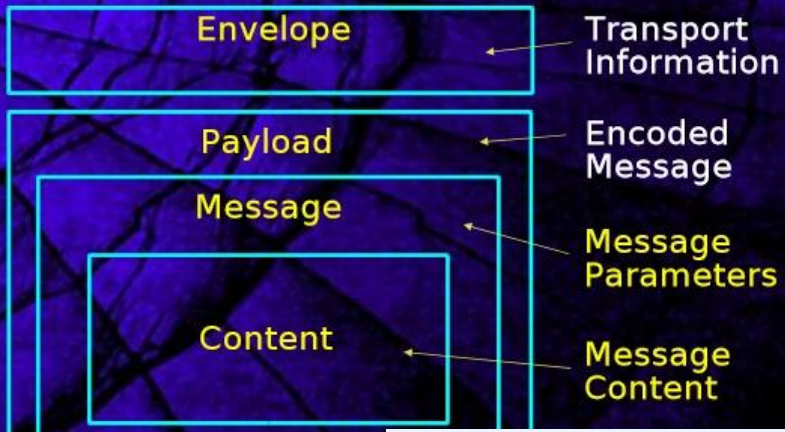 Envelope
Transport
Information
Payload
Encoded
Message
Message
Message
Parameters
Content
Message
Content